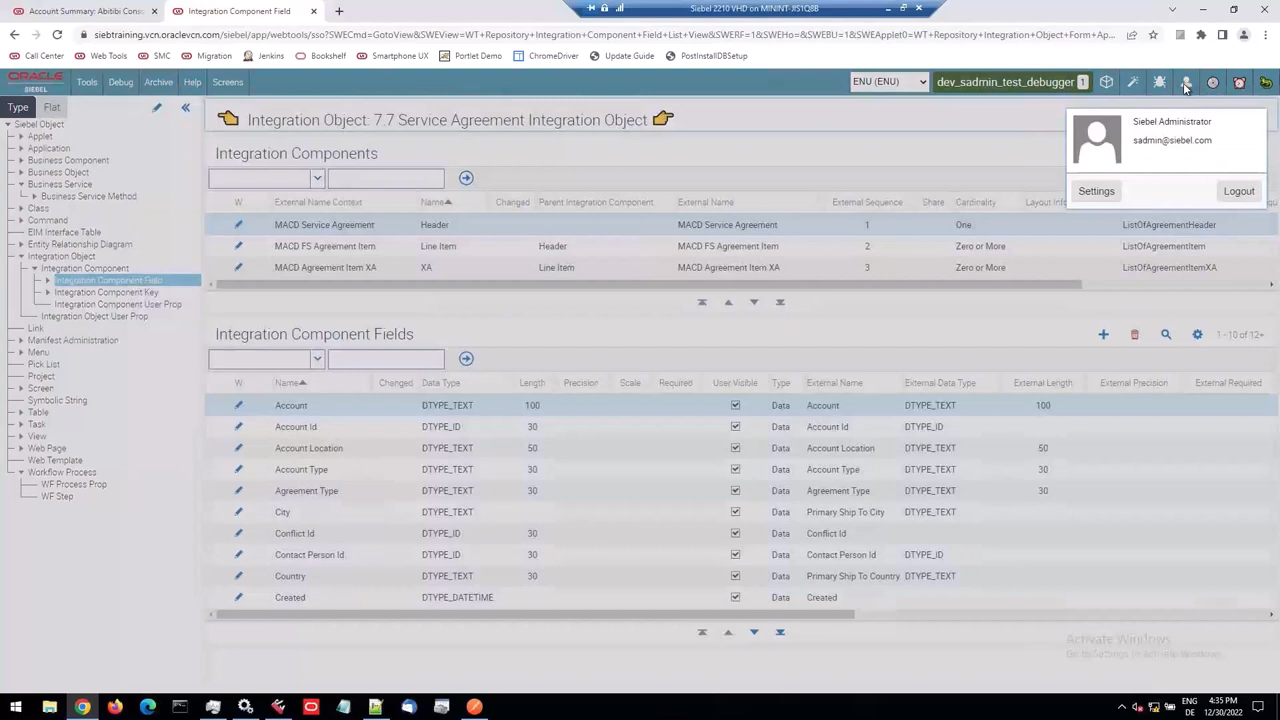 Account Summary: Abitibi Cons
Integration Component Field
Siebel 2210 VHD on MININT-JIS1Q8B
siebtraining.vcn.oraclevcn.com/siebel/app/webtools/sso?SWECmd=GotoView&SWEView=WT+Repository+Integration+Component+Field+List+View&SWERF=1&SWEHo=&SWEBU=1&SWEApplet0=WT+Repository+Integration+Object+Form+Ap...
Call Center
Web Tools
SMC
Migration
Jenkins
Bookshelf
Smartphone UX
Portlet Demo
ChromeDriver
Update Guide
PostInstallDBSetup
ORACLE
SIEBEL
Tools
Debug
Archive
Help
Screens
ENU (ENU)
dev_sadmin_test_debugger 1
Type
Flat
Siebel Object
Applet
Application
Business Component
Business Object
Business Service
Business Service Method
Class
Command
EIM Interface Table
Entity Relationship Diagram
Integration Object
Integration Component
Integration Component Field
Integration Component Key
Integration Component User Prop
Integration Object User Prop
Link
Manifest Administration
Menu
Pick List
Project
Screen
Symbolic String
Table
Task
View
Web Page
Web Template
Workflow Process
WF Process Prop
WF Step
Integration Object: 7.7 Service Agreement Integration Object
Siebel Administrator
sadmin@siebel.com
Settings
Logout
Integration Components
W External Name Context Name Changed Parent Integration Component External Name External Sequence Share Cardinality Layout Info
MACD Service Agreement Header MACD Service Agreement 1 One ListOfAgreementHeader
MACD FS Agreement Item Line Item Header MACD FS Agreement Item 2 Zero or More ListOfAgreementItem
MACD Agreement Item XA XA Line Item MACD Agreement Item XA 3 Zero or More ListOfAgreementItemXA
Integration Component Fields
1 - 10 of 12+
W Name Changed Data Type Length Precision Scale Required User Visible Type External Name External Data Type External Length External Precision External Required
Account DTYPE_TEXT 100 Data Account DTYPE_TEXT 100
Account Id DTYPE_ID 30 Data Account Id DTYPE_ID
Account Location DTYPE_TEXT 50 Data Account Location DTYPE_TEXT 50
Account Type DTYPE_TEXT 30 Data Account Type DTYPE_TEXT 30
Agreement Type DTYPE_TEXT 30 Data Agreement Type DTYPE_TEXT 30
City DTYPE_TEXT Data Primary Ship To City DTYPE_TEXT
Conflict Id DTYPE_ID 30 Data Conflict Id
Contact Person Id DTYPE_ID 30 Data Contact Person Id DTYPE_ID
Country DTYPE_TEXT 30 Data Primary Ship To Country DTYPE_TEXT
Created DTYPE_DATETIME Data Created
Activate Windows
Go to Settings to activate Windows.
ENG
DE
4:35 PM
12/30/2022